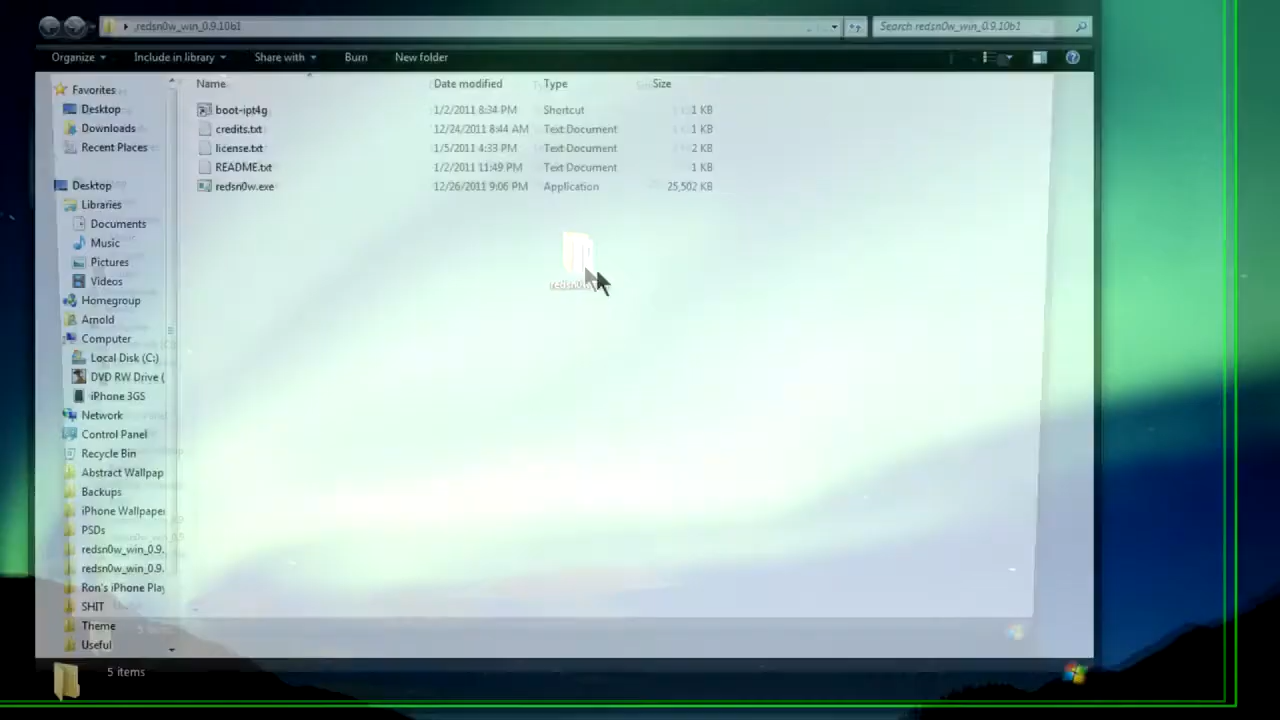 redsn0w_win_0.9.10b1
Search redsn0w_win_0.9.10b1
Organize
Include in library
Share with
Burn
New folder
Name Date modified Type Size
boot-ipt4g 1/2/2011 8:34 PM Shortcut 1 KB
credits.txt 12/24/2011 8:44 AM Text Document 1 KB
license.txt 1/5/2011 4:33 PM Text Document 2 KB
README.txt 1/2/2011 11:49 PM Text Document 1 KB
redsn0w.exe 12/26/2011 9:06 PM Application 25,502 KB
Favorites
Desktop
Downloads
Recent Places
Desktop
Libraries
Documents
Music
Pictures
Videos
Homegroup
Arnold
Computer
Local Disk (C:)
DVD RW Drive (
iPhone 3GS
Network
Control Panel
Recycle Bin
Abstract Wallpap
Backups
iPhone Wallpaper
PSDs
redsn0w_win_0.9.
redsn0w_win_0.9.
Ron's iPhone Play
SHIT
Theme
Useful
5 items